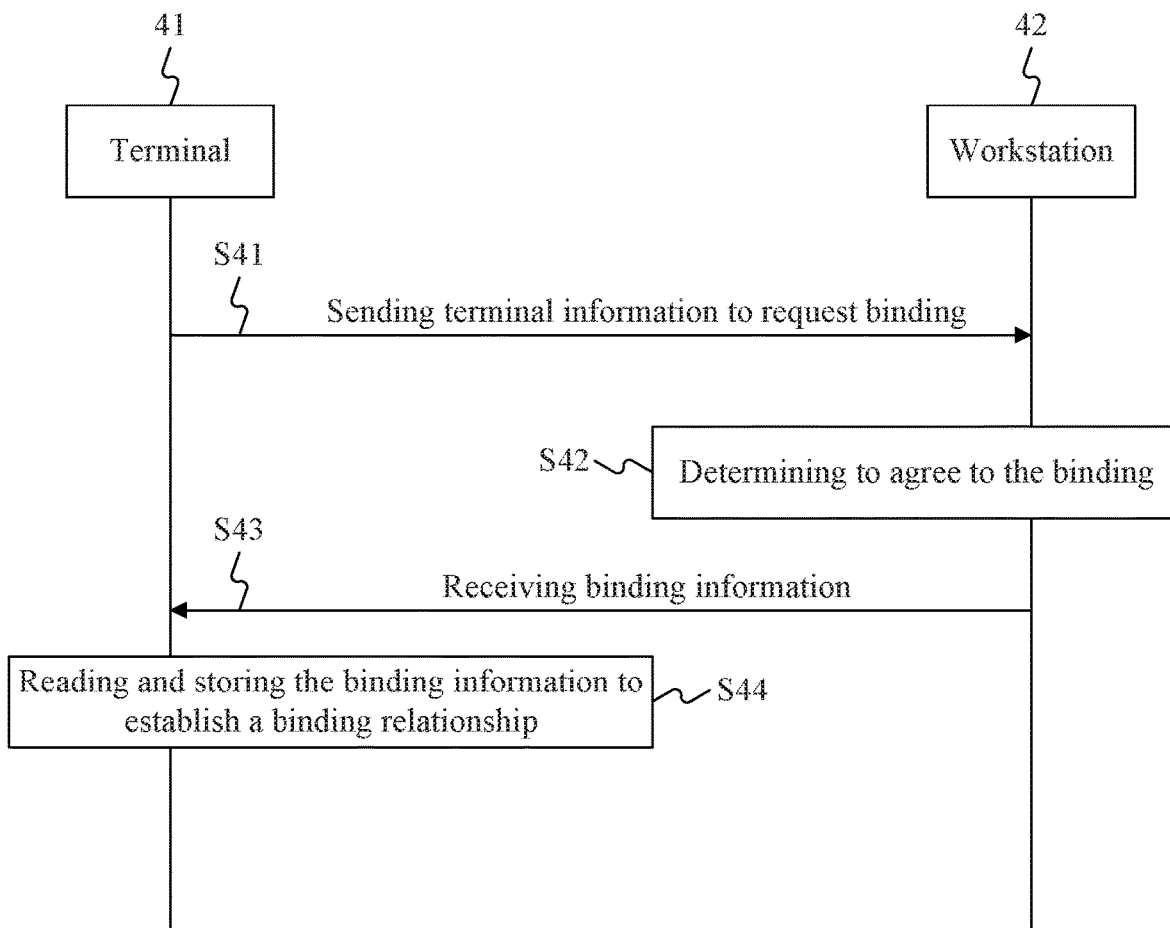 41
42
Terminal
Workstation
S41
Sending terminal information to request binding
S42
Determining to agree to the binding
S43
Receiving binding information
Reading and storing the binding information to
establish a binding relationship
S44